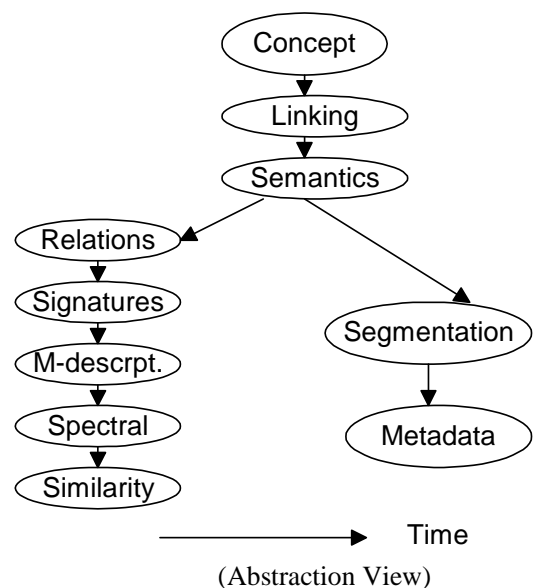 Concept
Linking
Semantics
Relations
Signatures
Segmentation
M-descrpt.
Spectral
Metadata
Similarity
Time
(Abstraction View)